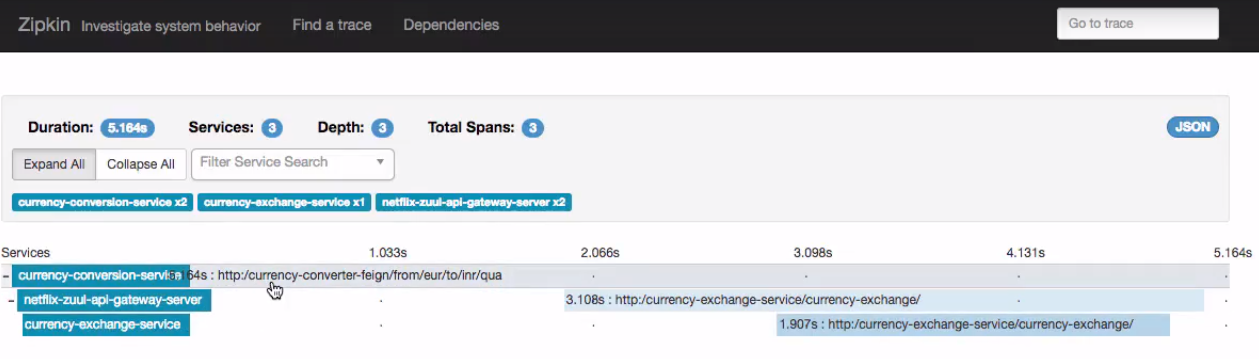 Zipkin Investigate system behavior Find a trace Dependencies Go to trace
Duration: 5.164s Services: 3 Depth: 3 Total Spans: 3 JSON
Expand All Collapse All Filter Service Search
currency-conversion-service x2 currency-exchange-service x1 netflix-zuul-api-gateway-server x2
Services 1.033s 2.066s 3.098s 4.131s 5.164s
- currency-conversion-service 5.164s : http:/currency-converter-feign/from/eur/to/inr/qua
- netflix-zuul-api-gateway-server 3.108s : http:/currency-exchange-service/currency-exchange/
currency-exchange-service 1.907s : http:/currency-exchange-service/currency-exchange/